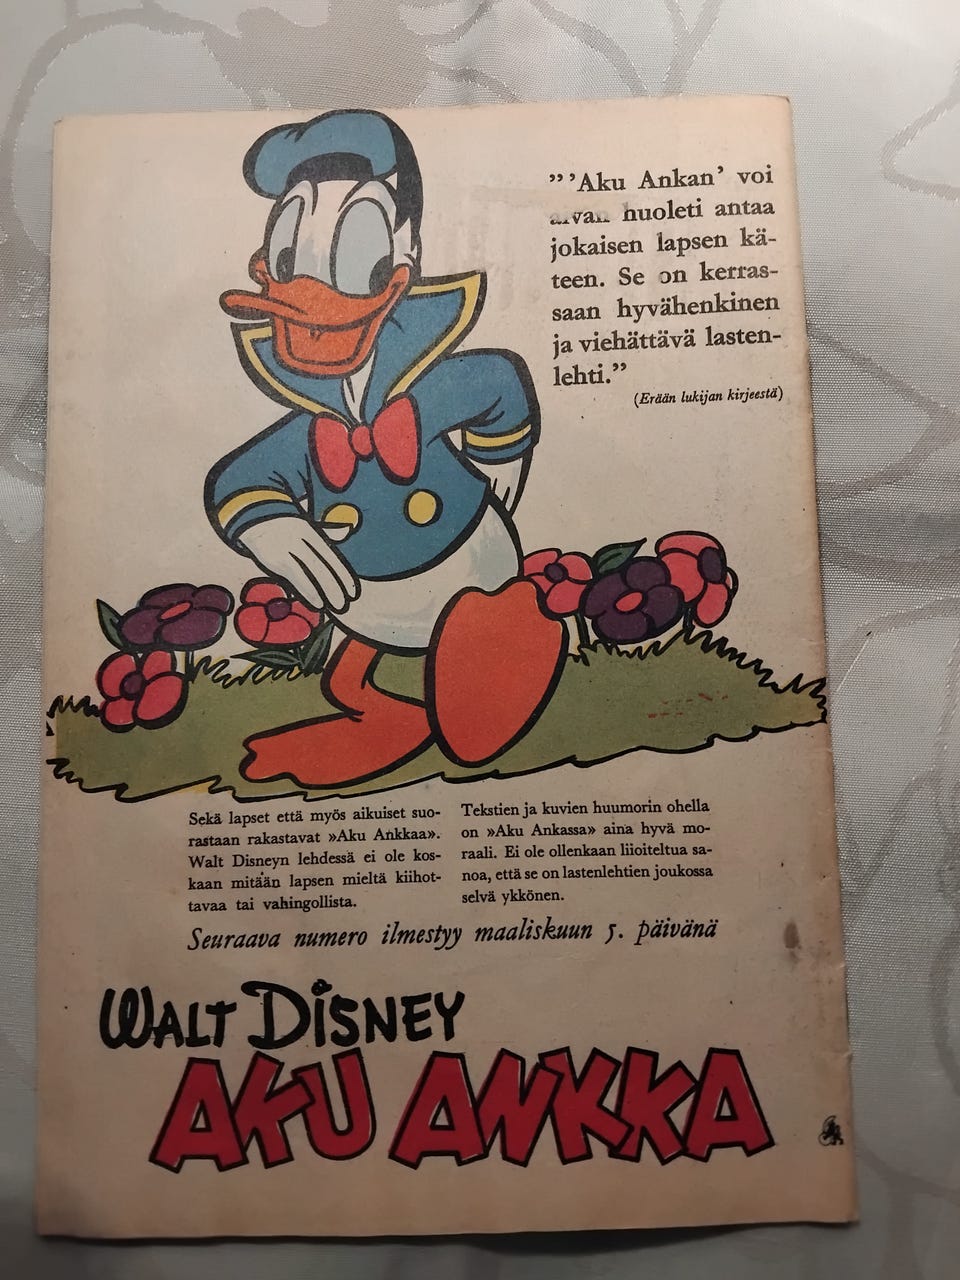 ”’Aku Ankan’ voi
aivan huoleti antaa
jokaisen lapsen kä-
teen. Se on kerras-
saan hyvähenkinen
ja viehättävä lasten-
lehti.”
(Erään lukijan kirjeestä)
Sekä lapset että myös aikuiset suo-
rastaan rakastavat »Aku Ankkaa».
Walt Disneyn lehdessä ei ole kos-
kaan mitään lapsen mieltä kiihot-
tavaa tai vahingollista.
Tekstien ja kuvien huumorin ohella
on »Aku Ankassa» aina hyvä mo-
raali. Ei ole ollenkaan liioiteltua sa-
noa, että se on lastenlehtien joukossa
selvä ykkönen.
Seuraava numero ilmestyy maaliskuun 5. päivänä
WALT DISNEY
AKU ANKKA